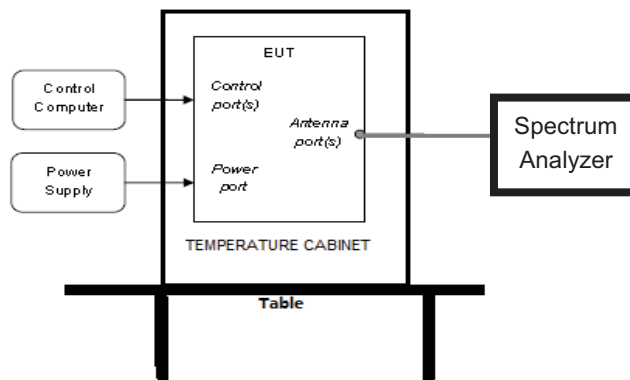 EUT
Control
Computer
Control
port(s)
Antenna
port(s)
Spectrum
Analyzer
Power
Supply
Power
port
TEMPERATURE CABINET
Table